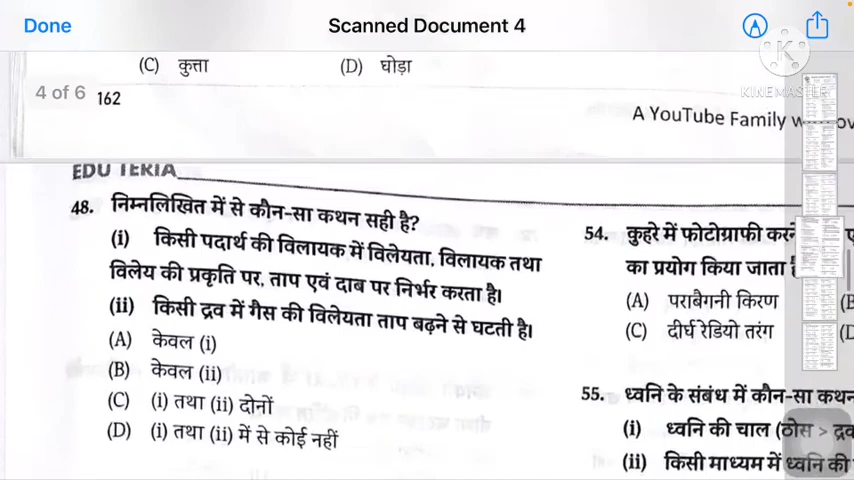 Done
Scanned Document 4
KINEMASTER
(C) कुत्ता
(D) घोड़ा
4 of 6
162
A YouTube Family
EDU TERIA
48. निम्नलिखित में से कौन-सा कथन सही है?
(i) किसी पदार्थ की विलायक में विलेयता, विलायक तथा
विलेय की प्रकृति पर, ताप एवं दाब पर निर्भर करता है।
(ii) किसी द्रव में गैस की विलेयता ताप बढ़ने से घटती है।
(A) केवल (i)
(B) केवल (ii)
(C) (i) तथा (ii) दोनों
(D) (i) तथा (ii) में से कोई नहीं
54. कुहरे में फोटोग्राफी करने
का प्रयोग किया जाता
(A) पराबैगनी किरण
(C) दीर्घ रेडियो तरंग
55. ध्वनि के संबंध में कौन-सा कथन
(i) ध्वनि की चाल (ठोस > द्रव
(ii) किसी माध्यम में ध्वनि की